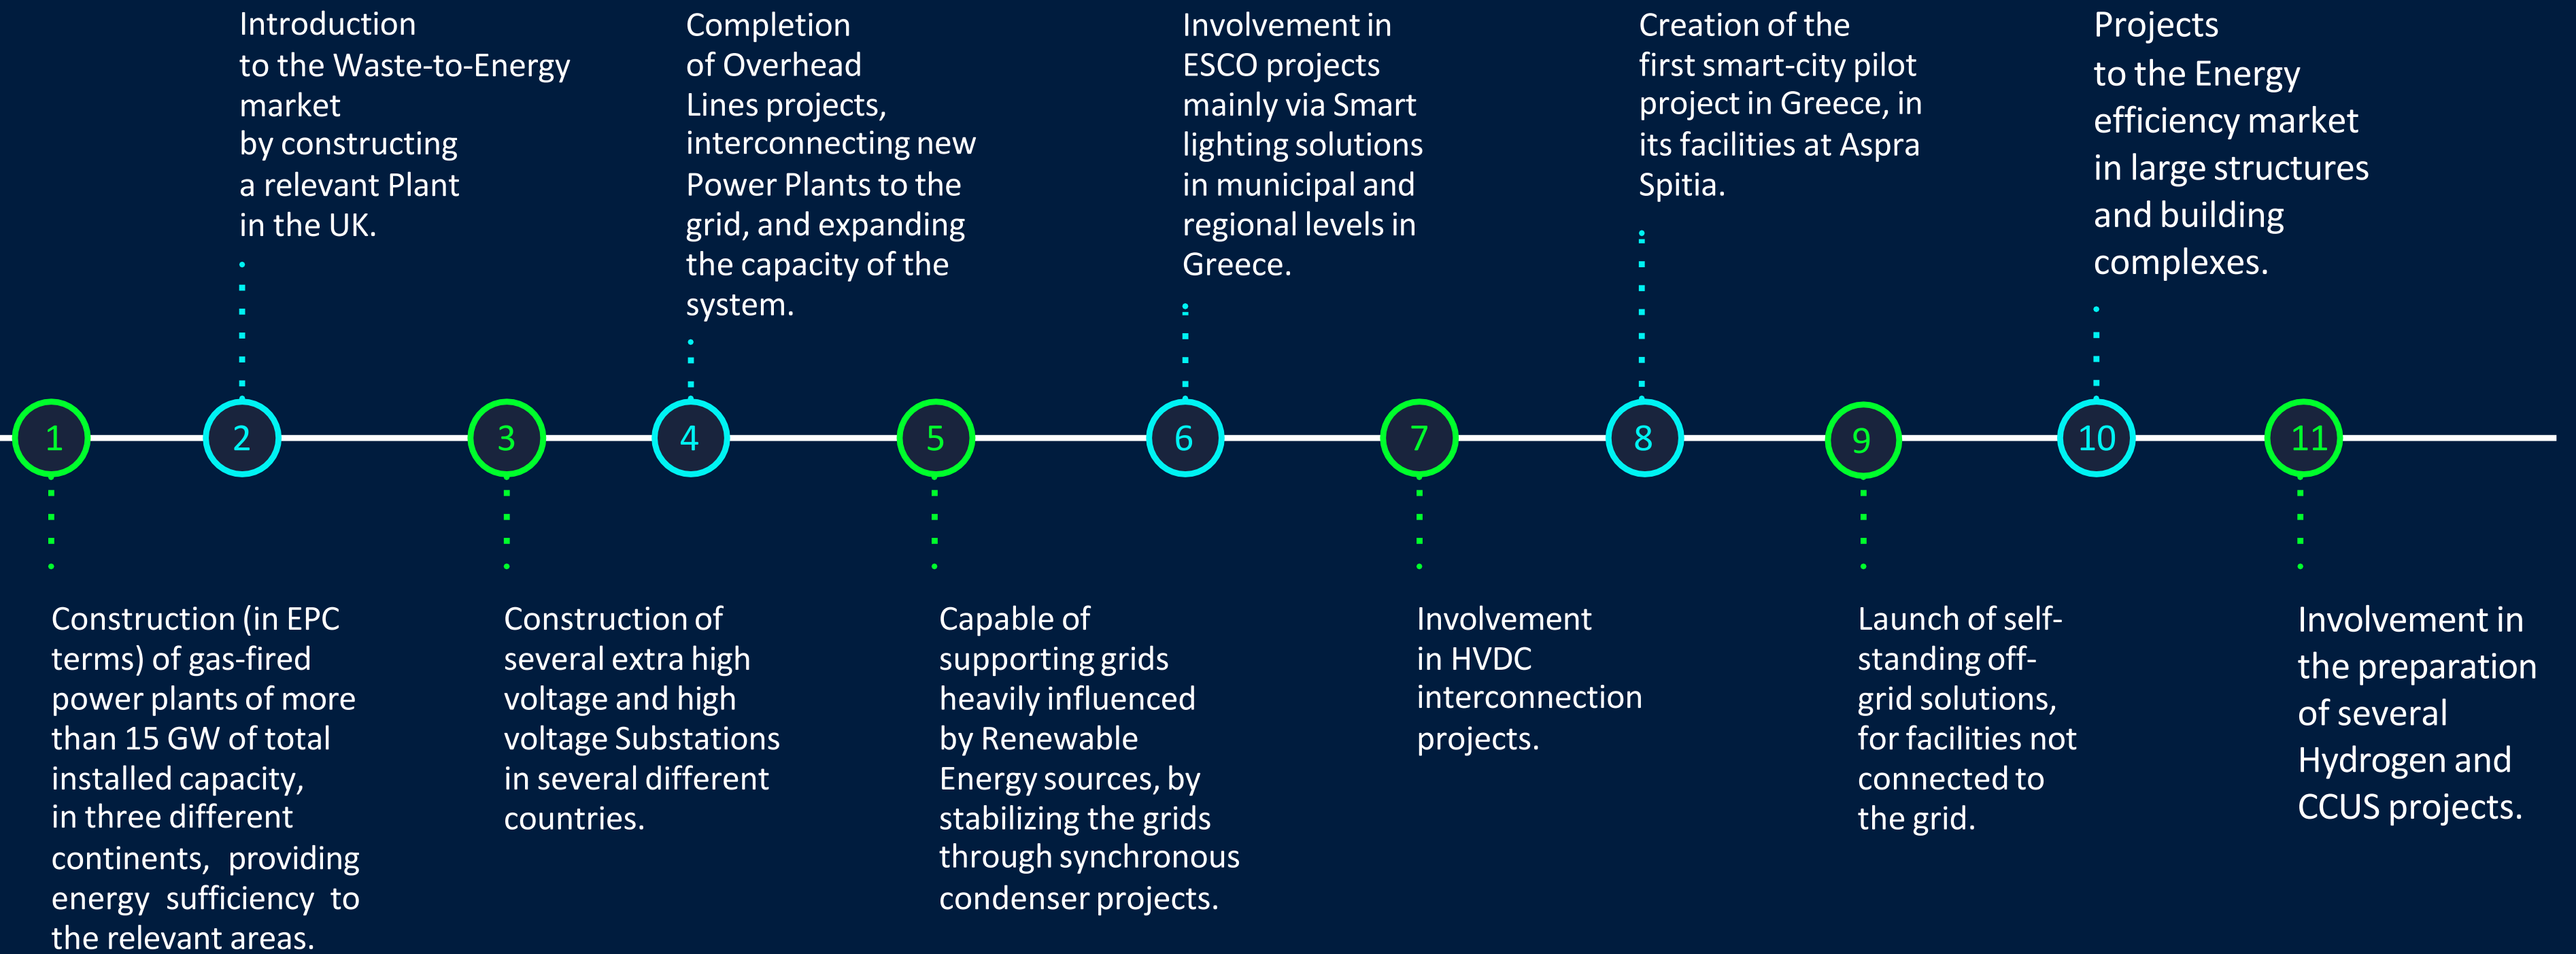 Introduction
to the Waste-to-Energy
market
by constructing
a relevant Plant
in the UK.
Completion
of Overhead
Lines projects,
interconnecting new
Power Plants to the
grid, and expanding
the capacity of the
system.
Involvement in
ESCO projects
mainly via Smart
lighting solutions
in municipal and
regional levels in
Greece.
Creation of the
first smart-city pilot
project in Greece, in
its facilities at Aspra
Spitia.
Projects
to the Energy
efficiency market
in large structures
and building
complexes.
1
2
3
4
5
6
7
8
9
10
11
Construction (in EPC
terms) of gas-fired
power plants of more
than 15 GW of total
installed capacity,
in three different
continents, providing
energy sufficiency to
the relevant areas.
Construction of
several extra high
voltage and high
voltage Substations
in several different
countries.
Capable of
supporting grids
heavily influenced
by Renewable
Energy sources, by
stabilizing the grids
through synchronous
condenser projects.
Involvement
in HVDC
interconnection
projects.
Launch of self-
standing off-
grid solutions,
for facilities not
connected to
the grid.
Involvement in
the preparation
of several
Hydrogen and
CCUS projects.